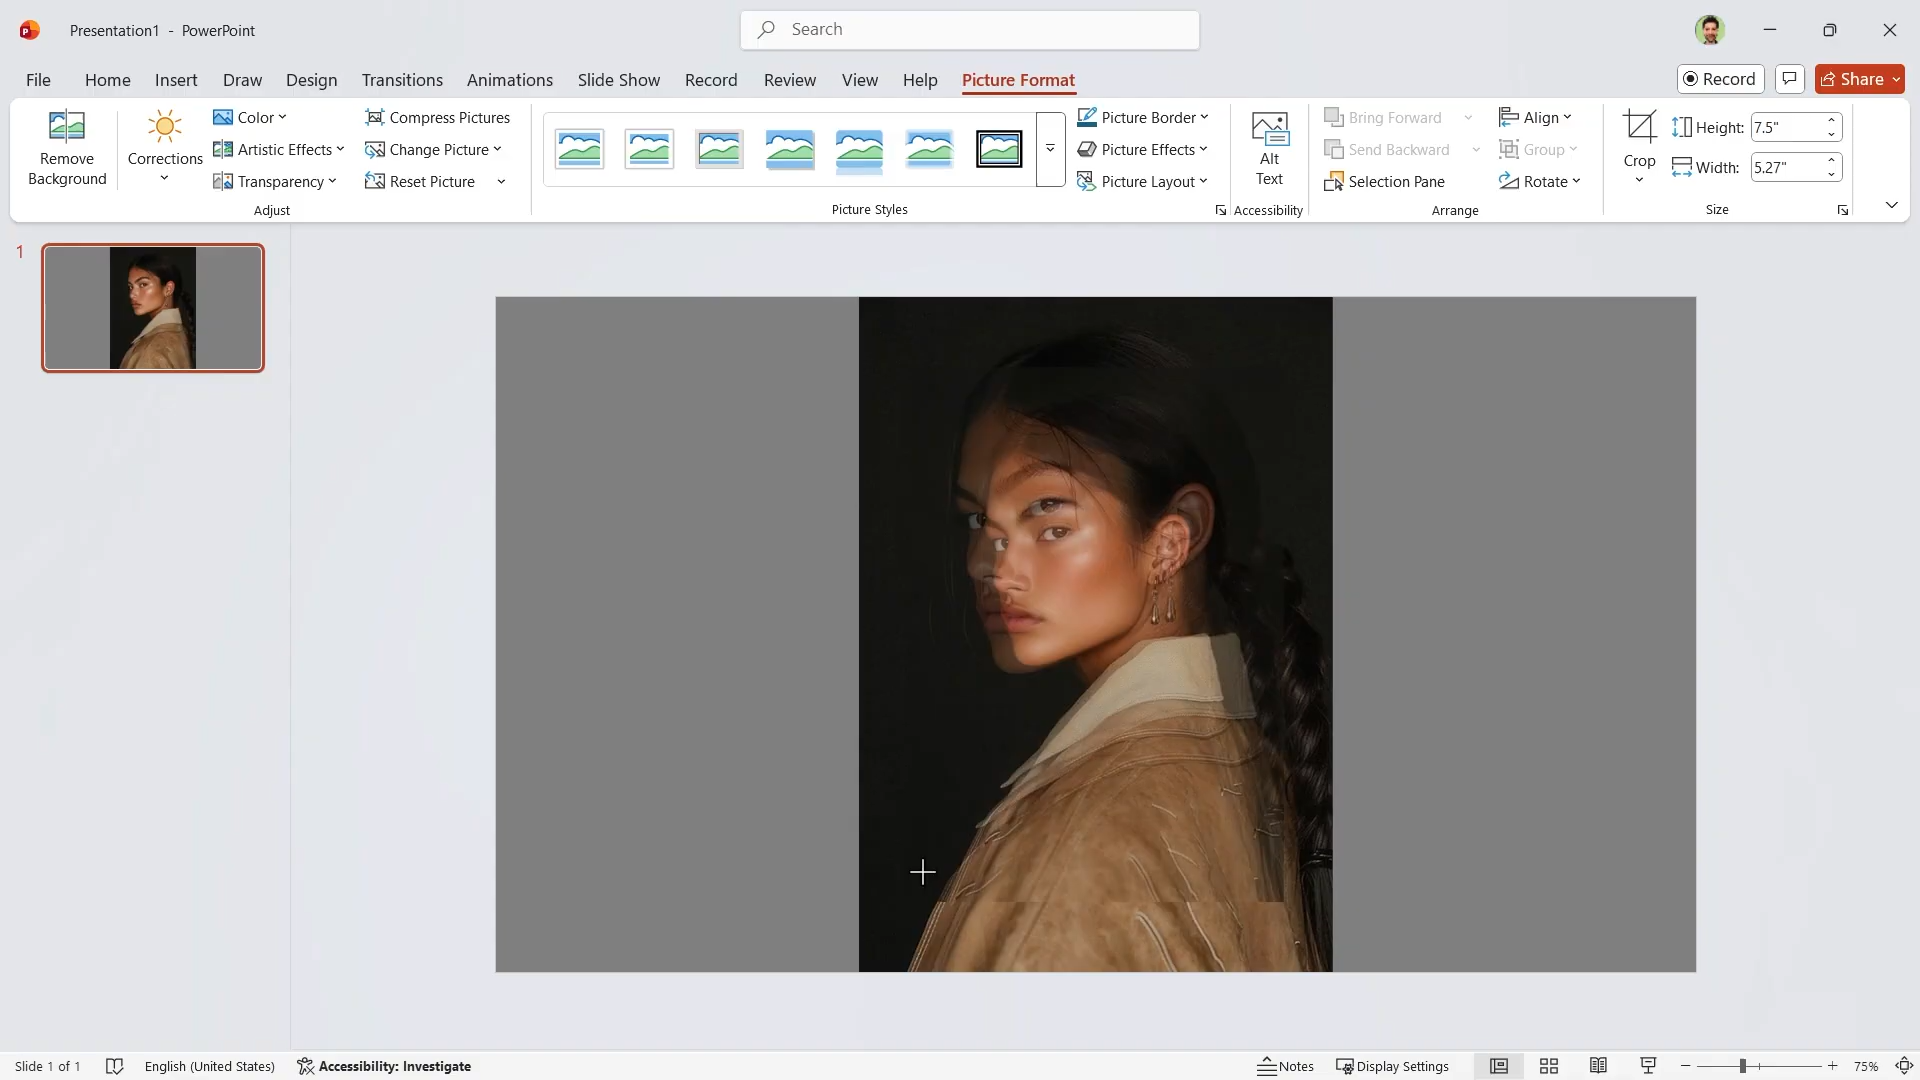 Presentation1 - PowerPoint
Search
File Home Insert Draw Design Transitions Animations Slide Show Record Review View Help Picture Format
Record
Share
Remove Background
Corrections
Color
Artistic Effects
Transparency
Compress Pictures
Change Picture
Reset Picture
Adjust
Picture Styles
Picture Border
Picture Effects
Picture Layout
Alt Text
Accessibility
Bring Forward
Send Backward
Selection Pane
Align
Group
Rotate
Arrange
Crop
Height: 7.5"
Width: 5.27"
Size
1
Slide 1 of 1
English (United States)
Accessibility: Investigate
Notes
Display Settings
75%